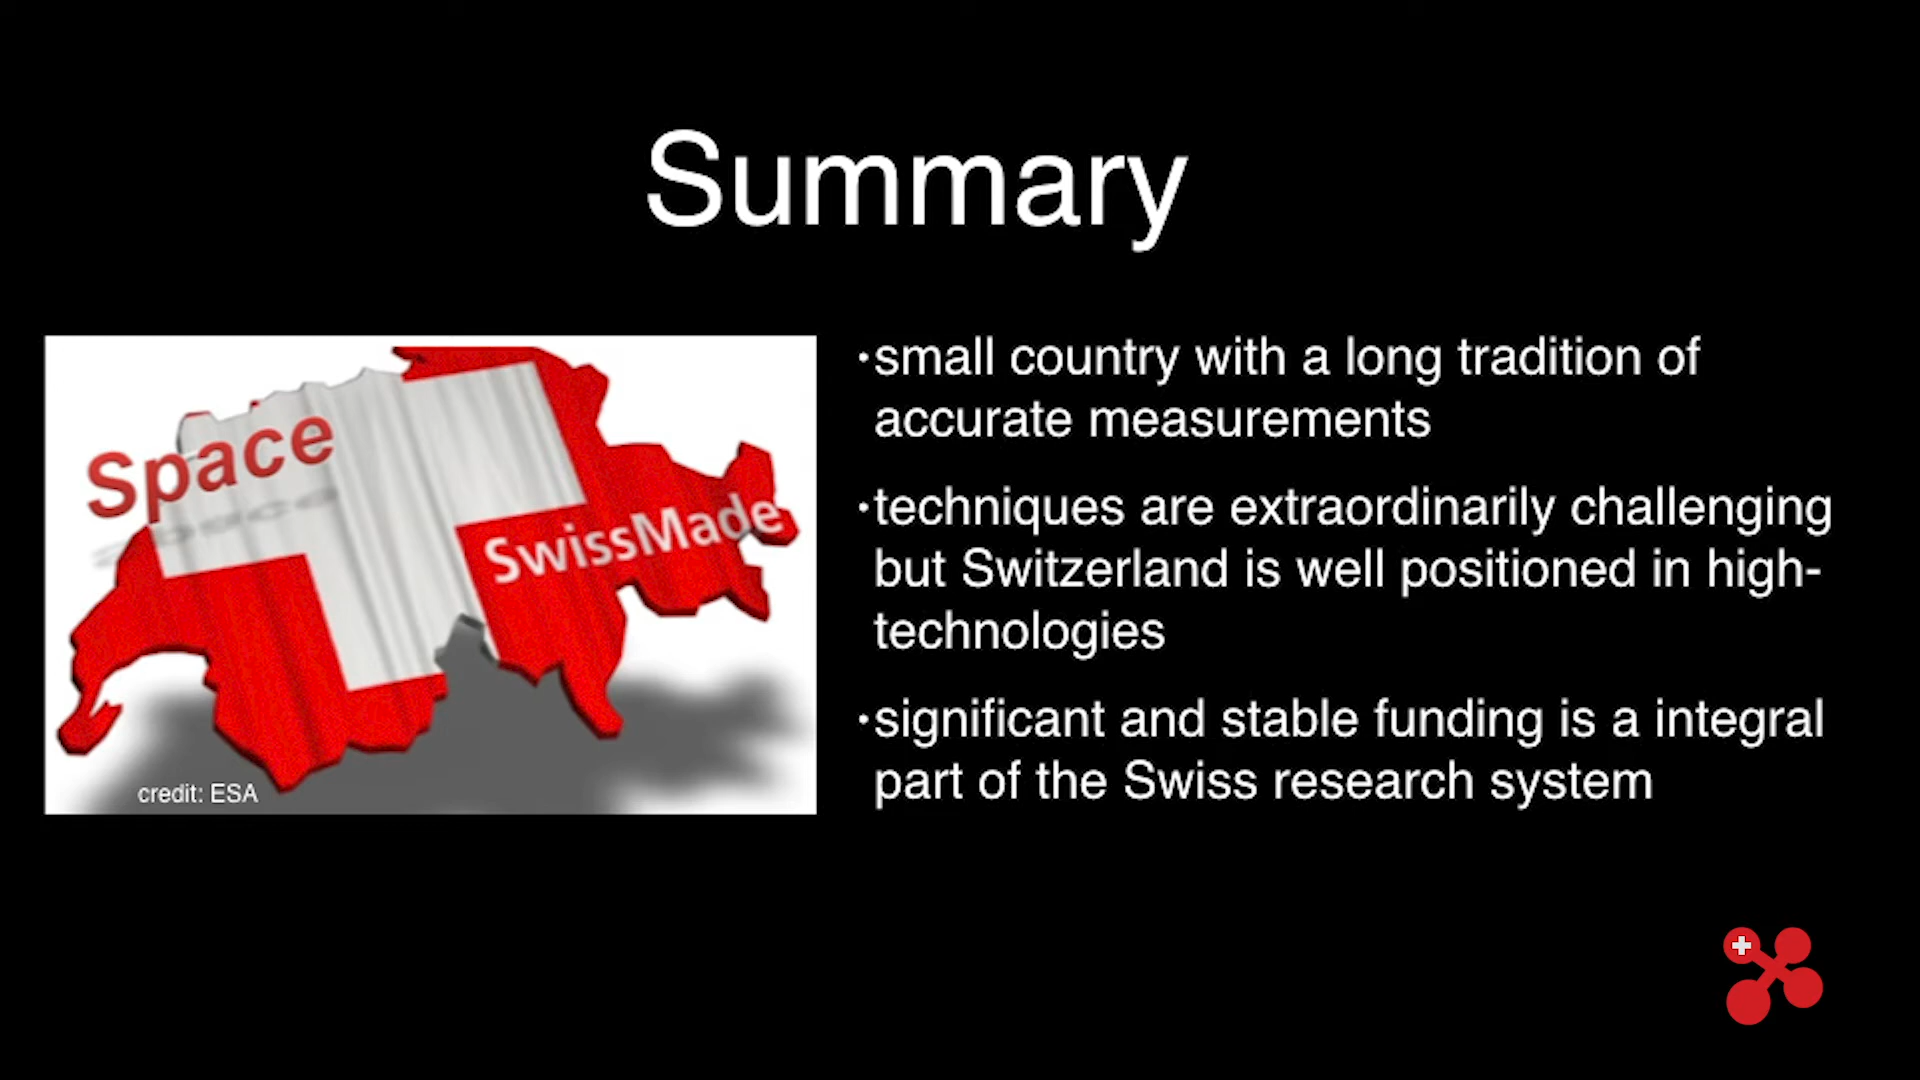 Summary
Space
SwissMade
credit: ESA
•small country with a long tradition of
accurate measurements
•techniques are extraordinarily challenging
but Switzerland is well positioned in high-
technologies
•significant and stable funding is a integral
part of the Swiss research system